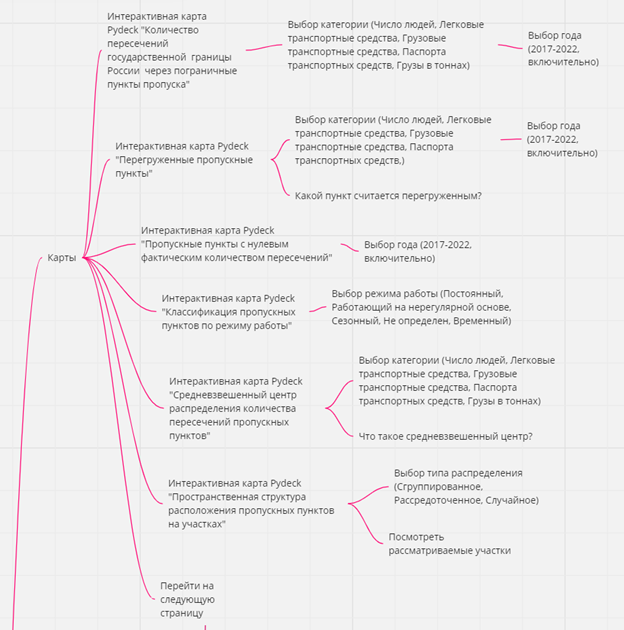 Интерактивная карта
Pydeck "Количество
пересечений
государственной границы
России через пограничные
пункты пропуска"
Выбор категории (Число людей, Легковые
транспортные средства, Грузовые
транспортные средства, Паспорта
транспортных средств, Грузы в тоннах)
Выбор года
(2017-2022,
включительно)
Интерактивная карта Pydeck
"Перегруженные пропускные
пункты"
Выбор категории (Число людей, Легковые
транспортные средства, Грузовые
транспортные средства, Паспорта
транспортных средств,)
Выбор года
(2017-2022,
включительно)
Какой пункт считается перегруженным?
Карты
Интерактивная карта Pydeck
"Пропускные пункты с нулевым
фактическим количеством пересечений"
Выбор года (2017-2022,
включительно)
Интерактивная карта Pydeck
"Классификация пропускных
пунктов по режиму работы"
Выбор режима работы (Постоянный,
Работающий на нерегулярной основе,
Сезонный, Не определен, Временный)
Интерактивная карта Pydeck
"Средневзвешенный центр
распределения количества
пересечений пропускных
пунктов"
Выбор категории (Число людей, Легковые
транспортные средства, Грузовые
транспортные средства, Паспорта
транспортных средств, Грузы в тоннах)
Что такое средневзвешенный центр?
Интерактивная карта Pydeck
"Пространственная структура
расположения пропускных пунктов
на участках"
Выбор типа распределения
(Сгруппированное,
Рассредоточенное, Случайное)
Посмотреть
рассматриваемые участки
Перейти на
следующую
страницу